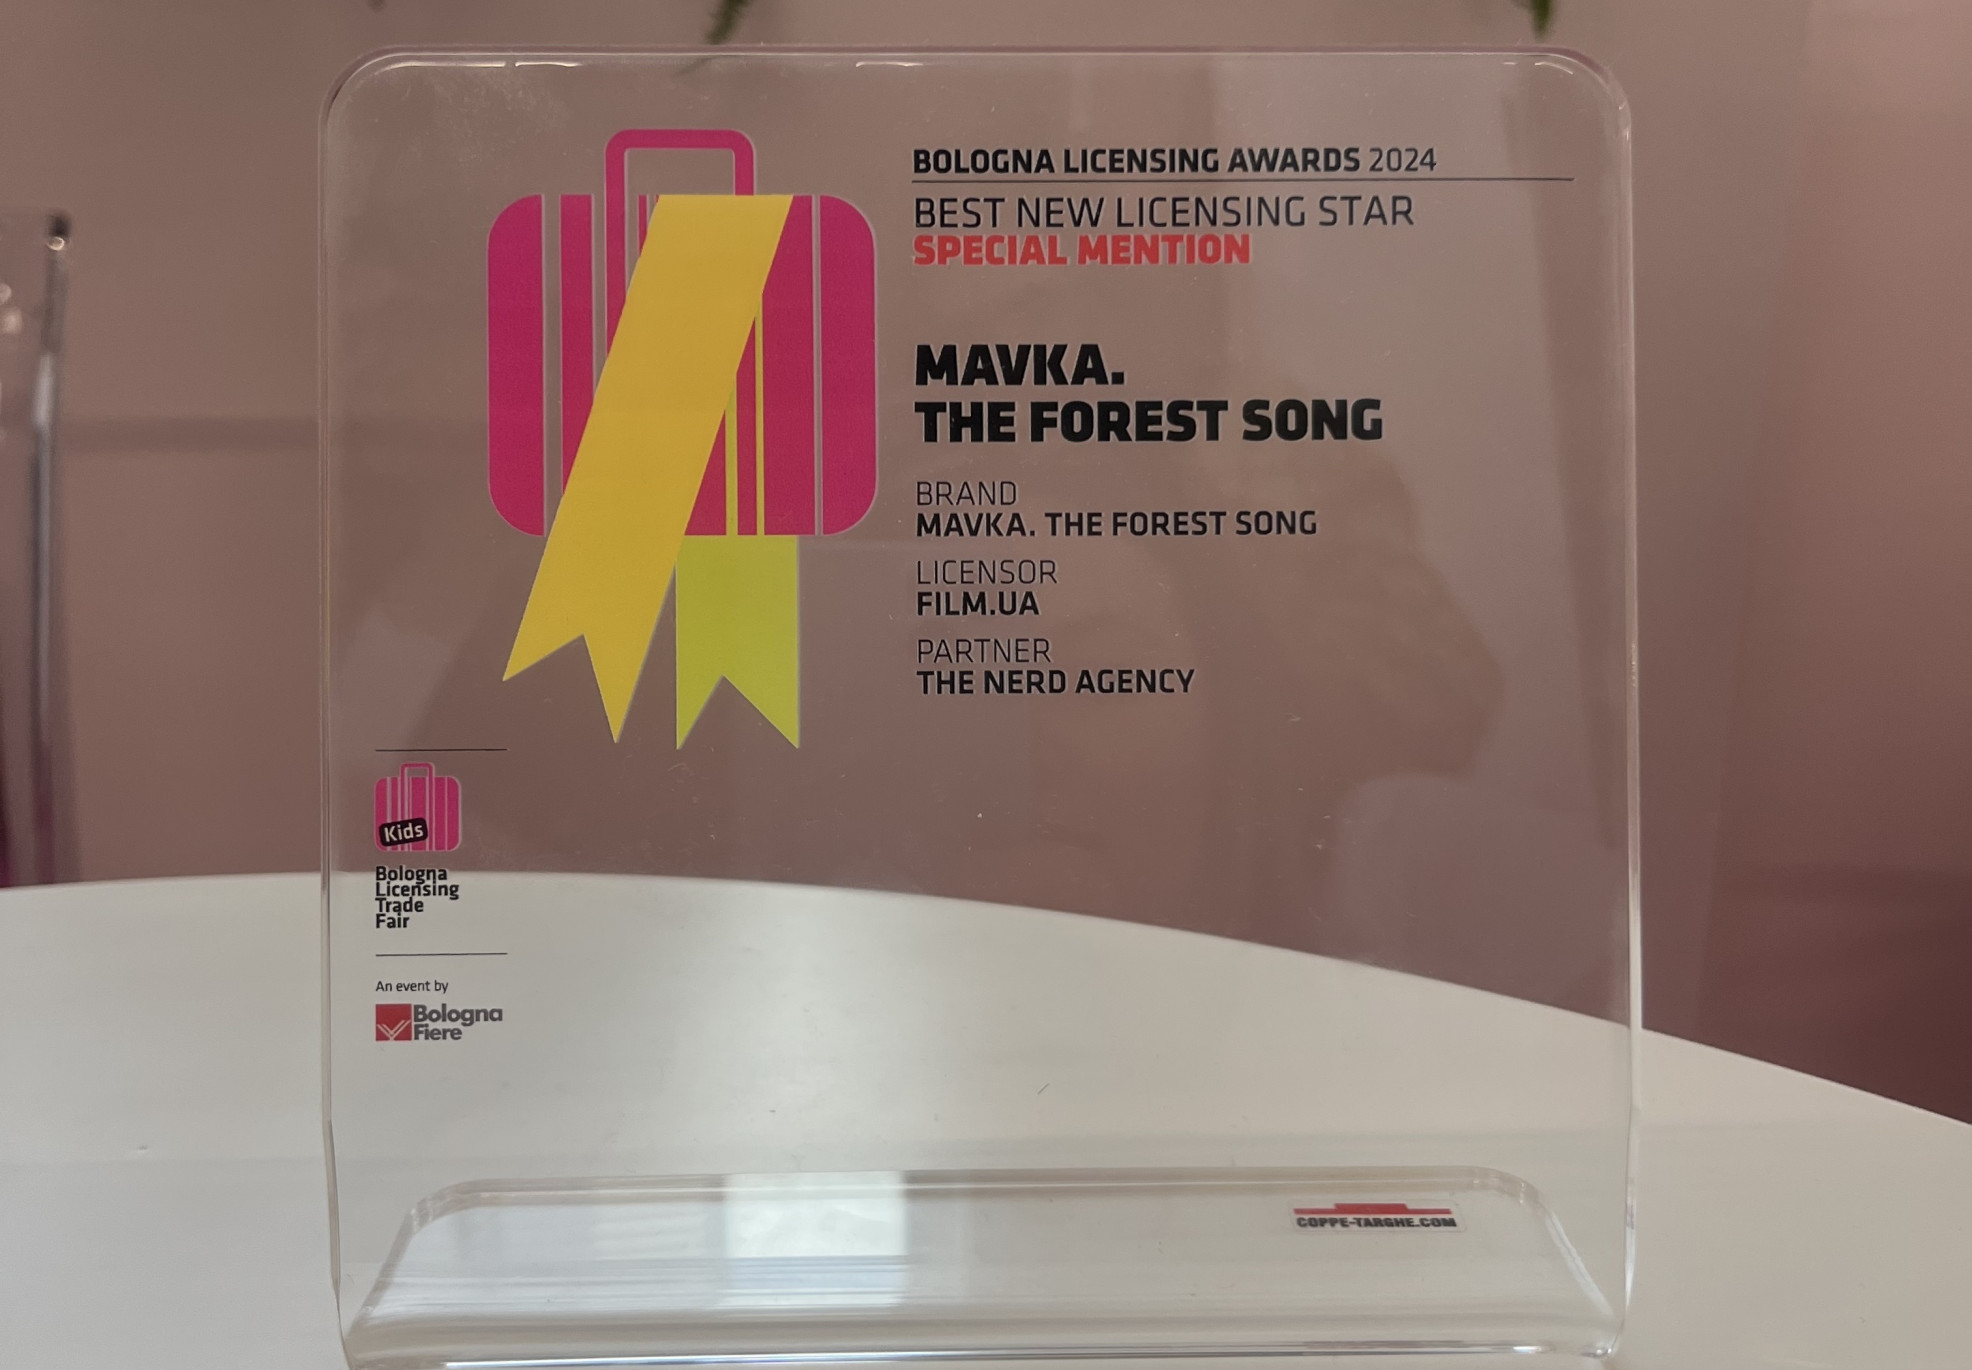 BOLOGNA LICENSING AWARDS 2024
BEST NEW LICENSING STAR
SPECIAL MENTION
MAVKA.
THE FOREST SONG
BRAND
MAVKA. THE FOREST SONG
LICENSOR
FILM.UA
PARTNER
THE NERD AGENCY
Kids
Bologna
Licensing
Trade
Fair
An event by
Bologna
Fiere
COPPE-TARGHE.COM